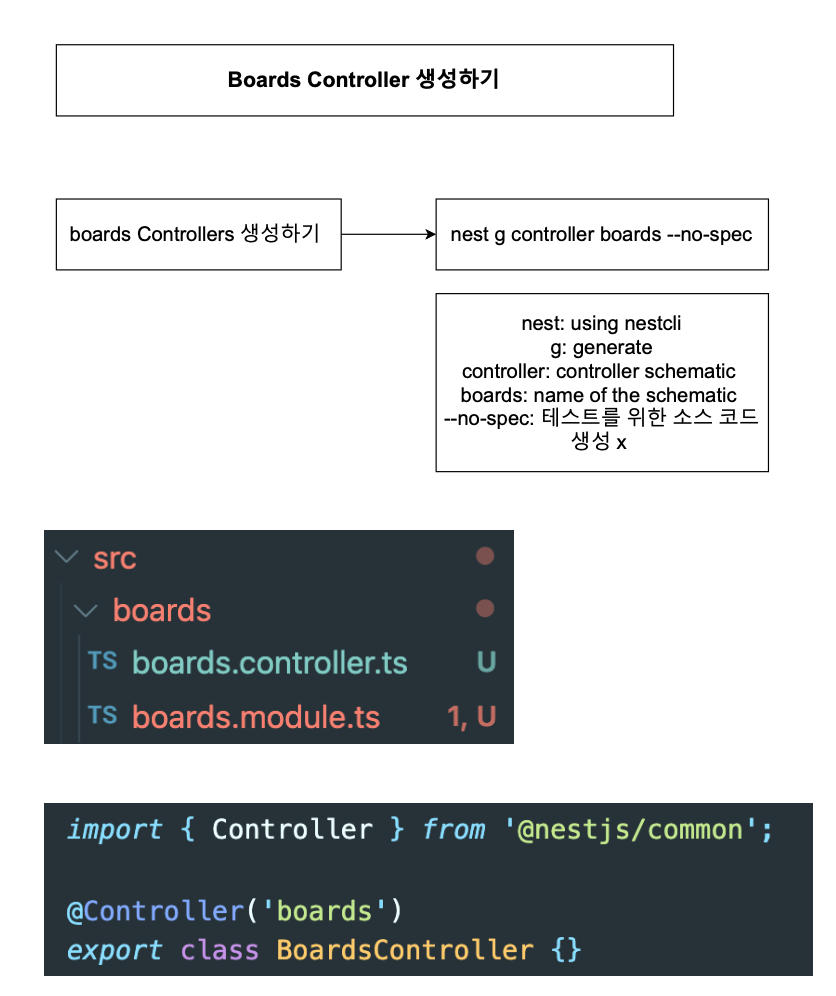 Boards Controller 생성하기
boards Controllers 생성하기
nest g controller boards --no-spec
nest: using nestcli
g: generate
controller: controller schematic
boards: name of the schematic
--no-spec: 테스트를 위한 소스 코드
생성 x
src
boards
TS boards.controller.ts U
TS boards.module.ts 1, U
import { Controller } from '@nestjs/common';
@Controller('boards')
export class BoardsController {}